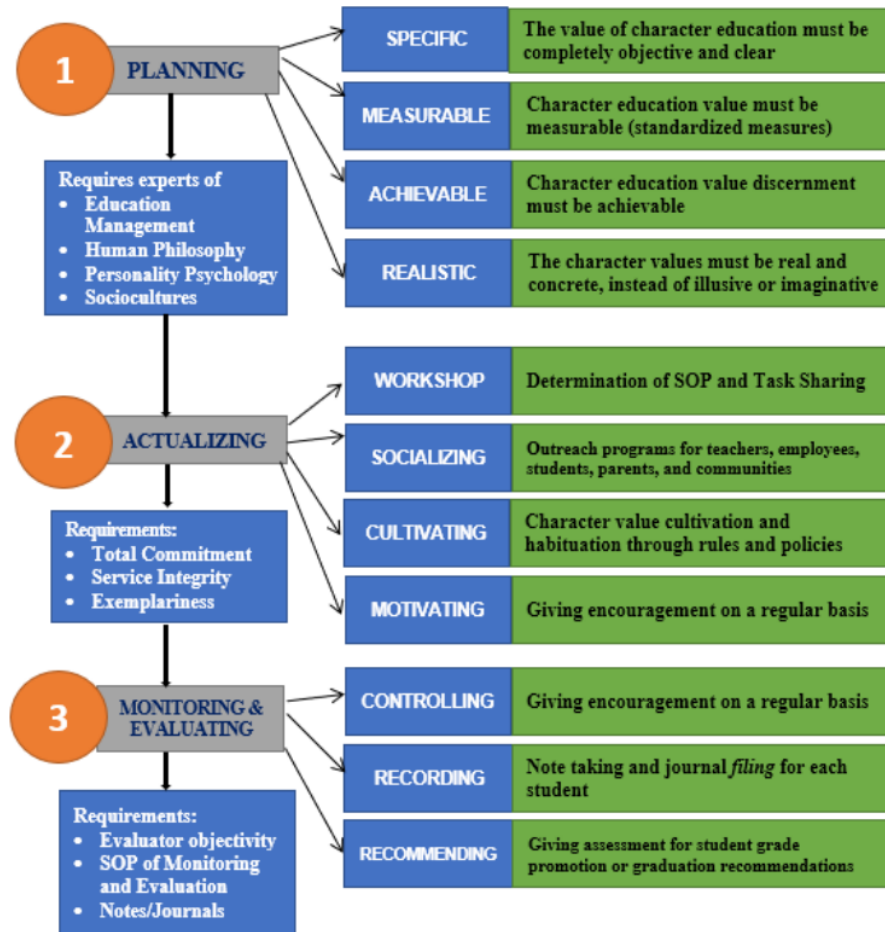 1
PLANNING
SPECIFIC
The value of character education must be
completely objective and clear
MEASURABLE
Character education value must be
measurable (standardized measures)
ACHIEVABLE
Character education value discernment
must be achievable
REALISTIC
The character values must be real and
concrete, instead of illusive or imaginative
Requires experts of
• Education
Management
• Human Philosophy
• Personality Psychology
• Sociocultures
2
ACTUALIZING
WORKSHOP
Determination of SOP and Task Sharing
SOCIALIZING
Outreach programs for teachers, employees,
students, parents, and communities
CULTIVATING
Character value cultivation and
habituation through rules and policies
MOTIVATING
Giving encouragement on a regular basis
Requirements:
• Total Commitment
• Service Integrity
• Exemplariness
3
MONITORING &
EVALUATING
CONTROLLING
Giving encouragement on a regular basis
RECORDING
Note taking and journal filing for each
student
RECOMMENDING
Giving assessment for student grade
promotion or graduation recommendations
Requirements:
• Evaluator objectivity
• SOP of Monitoring
and Evaluation
• Notes/Journals